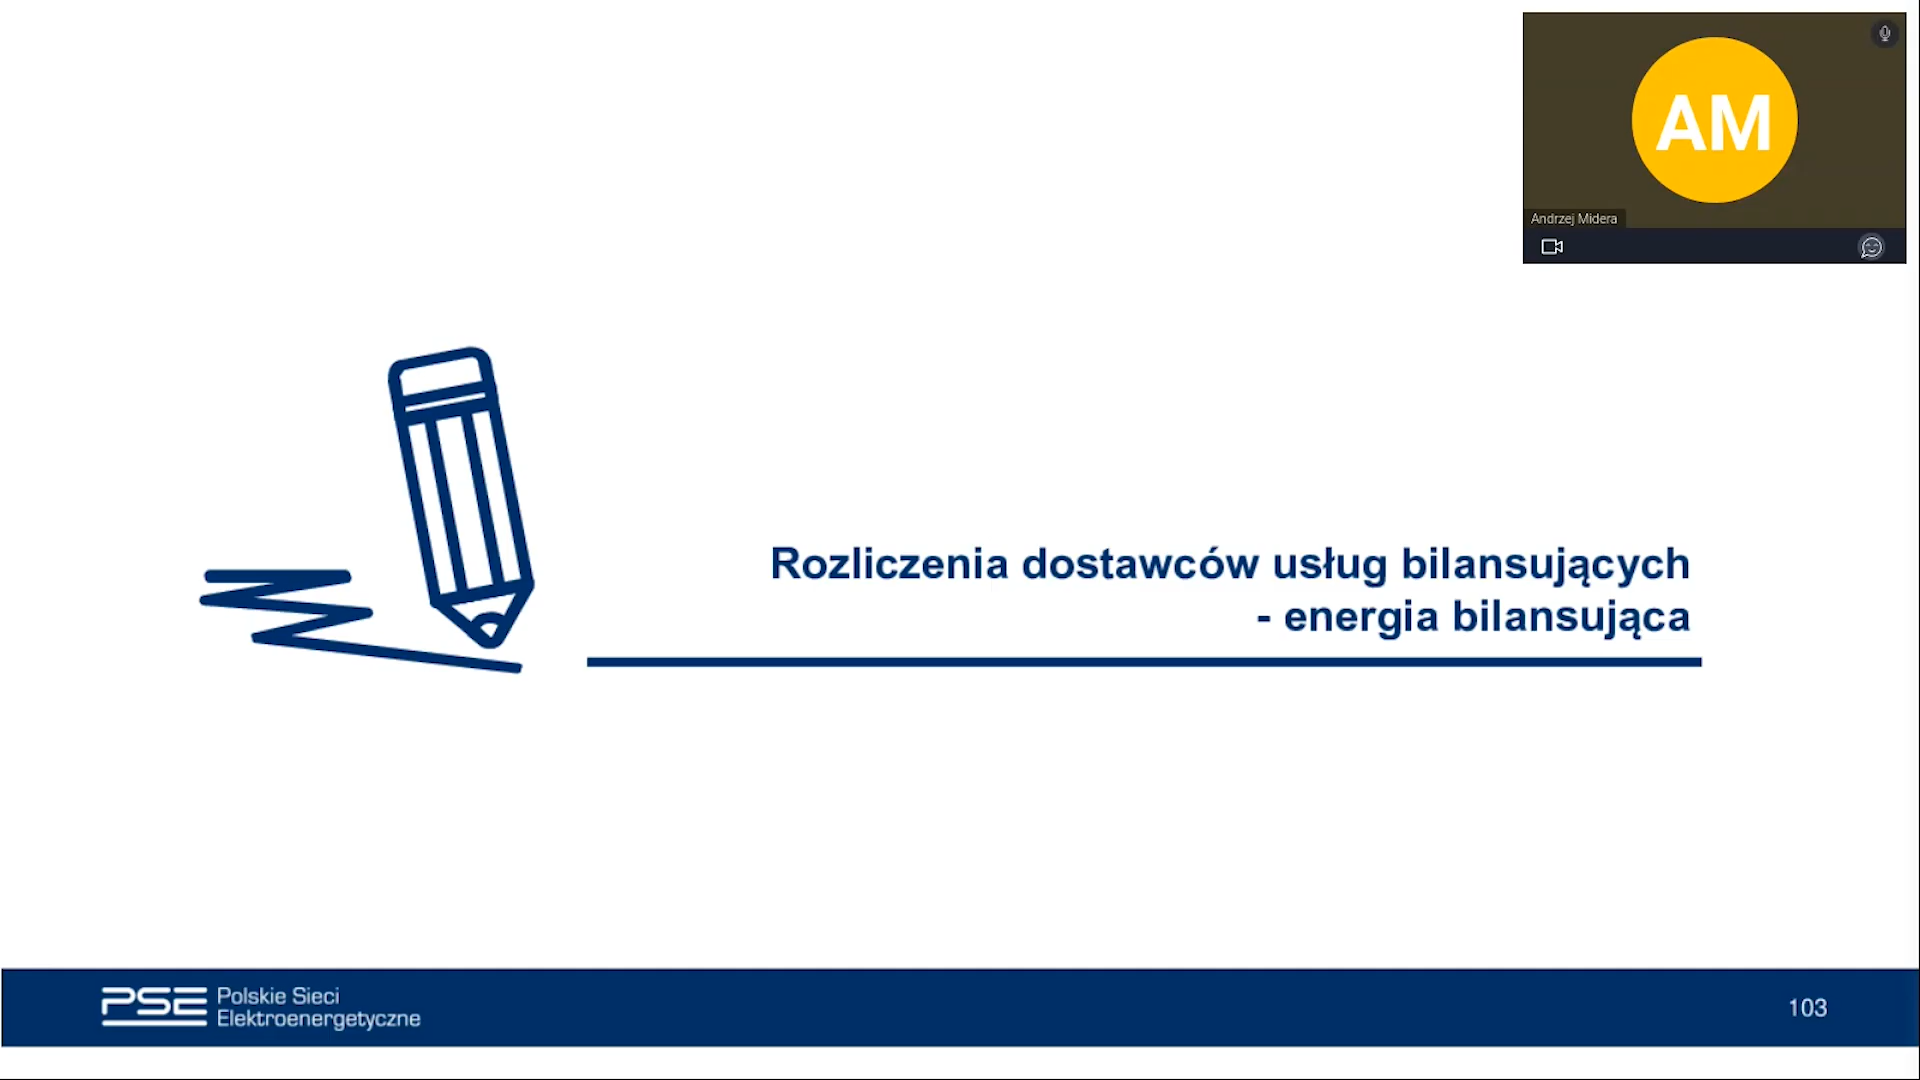 AM
Andrzej Midera
Rozliczenia dostawców usług bilansujących
- energia bilansująca
PSE Polskie Sieci
Elektroenergetyczne
103